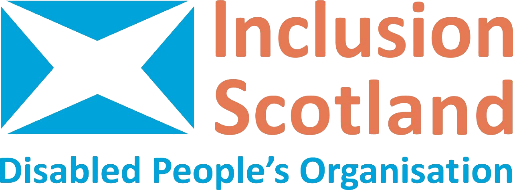 Inclusion
Scotland
Disabled People's Organisation